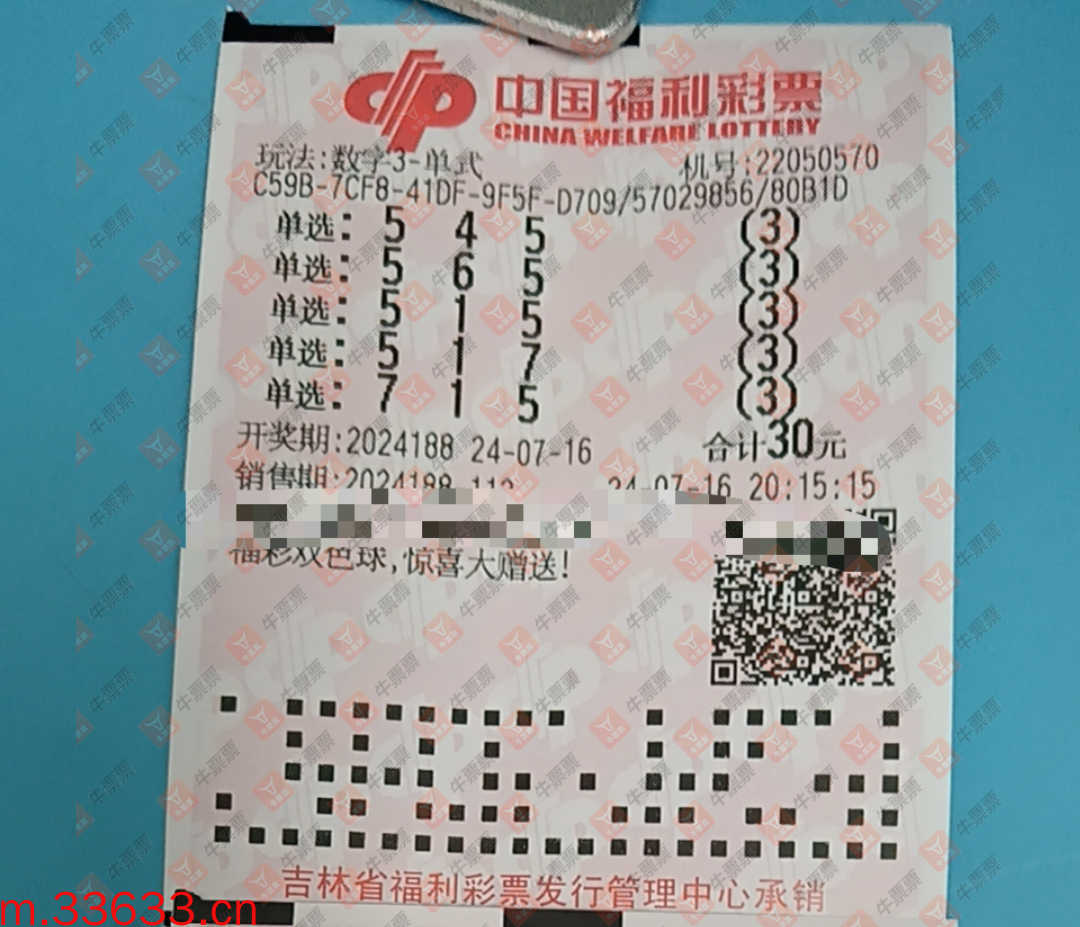 中国福利彩票
CHINA WELFARE LOTTERY
玩法:数字3-单式 机号:22050570
C59B-7CF8-41DF-9F5F-D709/57029856/80B1D
单选: 5 4 5 (3)
单选: 5 6 5 (3)
单选: 5 1 5 (3)
单选: 5 1 7 (3)
单选: 7 1 5 (3)
开奖期:2024188 24-07-16 合计30元
销售期:2024188 24-07-16 20:15:15
福彩双色球,惊喜大赠送!
吉林省福利彩票发行管理中心承销
m.33633.cn
牛票票